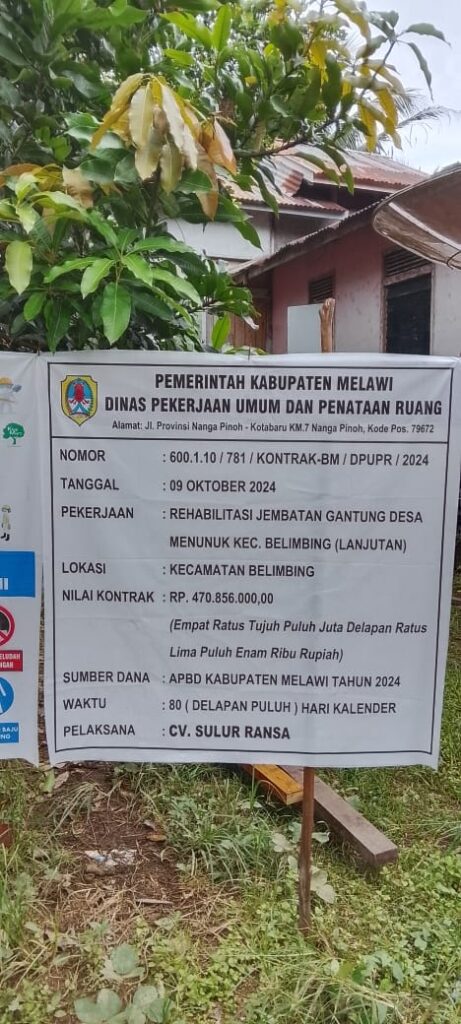 PEMERINTAH KABUPATEN MELAWI
DINAS PEKERJAAN UMUM DAN PENATAAN RUANG
Alamat: Jl. Provinsi Nanga Pinoh - Kotabaru KM.7 Nanga Pinoh, Kode Pos. 79672
NOMOR : 600.1.10 / 781 / KONTRAK-BM / DPUPR / 2024
TANGGAL : 09 OKTOBER 2024
PEKERJAAN : REHABILITASI JEMBATAN GANTUNG DESA
MENUNUK KEC. BELIMBING (LANJUTAN)
LOKASI : KECAMATAN BELIMBING
NILAI KONTRAK : RP. 470.856.000,00
(Empat Ratus Tujuh Puluh Juta Delapan Ratus
Lima Puluh Enam Ribu Rupiah)
SUMBER DANA : APBD KABUPATEN MELAWI TAHUN 2024
WAKTU : 80 ( DELAPAN PULUH ) HARI KALENDER
PELAKSANA : CV. SULUR RANSA